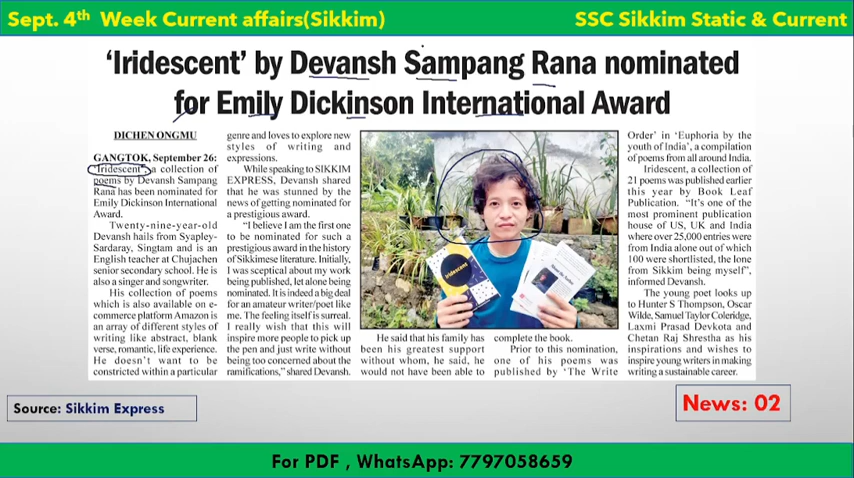 Sept. 4th Week Current affairs(Sikkim)
SSC Sikkim Static & Current
‘Iridescent’ by Devansh Sampang Rana nominated
for Emily Dickinson International Award
DICHEN ONGMU
GANGTOK, September 26:
‘Iridescent’, a collection of
poems by Devansh Sampang
Rana has been nominated for
Emily Dickinson International
Award.
Twenty-nine-year-old
Devansh hails from Syapley-
Sardaray, Singtam and is an
English teacher at Chujachen
senior secondary school. He is
also a singer and songwriter.
His collection of poems
which is also available on e-
commerce platform Amazon is
an array of different styles of
writing like abstract, blank
verse, romantic, life experience.
He doesn’t want to be
constricted within a particular
genre and loves to explore new
styles of writing and
expressions.
While speaking to SIKKIM
EXPRESS, Devansh shared
that he was stunned by the
news of getting nominated for
a prestigious award.
“I believe I am the first one
to be nominated for such a
prestigious award in the history
of Sikkimese literature. Initially,
I was sceptical about my work
being published, let alone being
nominated. It is indeed a big deal
for an amateur writer/poet like
me. The feeling itself is surreal.
I really wish that this will
inspire more people to pick up
the pen and just write without
being too concerned about the
ramifications,” shared Devansh.
Iridescent
He said that his family has
been his greatest support
without whom, he said, he
would not have been able to
complete the book.
Prior to this nomination,
one of his poems was
published by ‘The Write
Order’ in ‘Euphoria by the
youth of India’, a compilation
of poems from all around India.
Iridescent, a collection of
21 poems was published earlier
this year by Book Leaf
Publication. “It’s one of the
most prominent publication
house of US, UK and India
where over 25,000 entries were
from India alone out of which
100 were shortlisted, the lone
from Sikkim being myself”,
informed Devansh.
The young poet looks up
to Hunter S Thompson, Oscar
Wilde, Samuel Taylor Coleridge,
Laxmi Prasad Devkota and
Chetan Raj Shrestha as his
inspirations and wishes to
inspire young writers in making
writing a sustainable career.
Source: Sikkim Express
News: 02
For PDF , WhatsApp: 7797058659